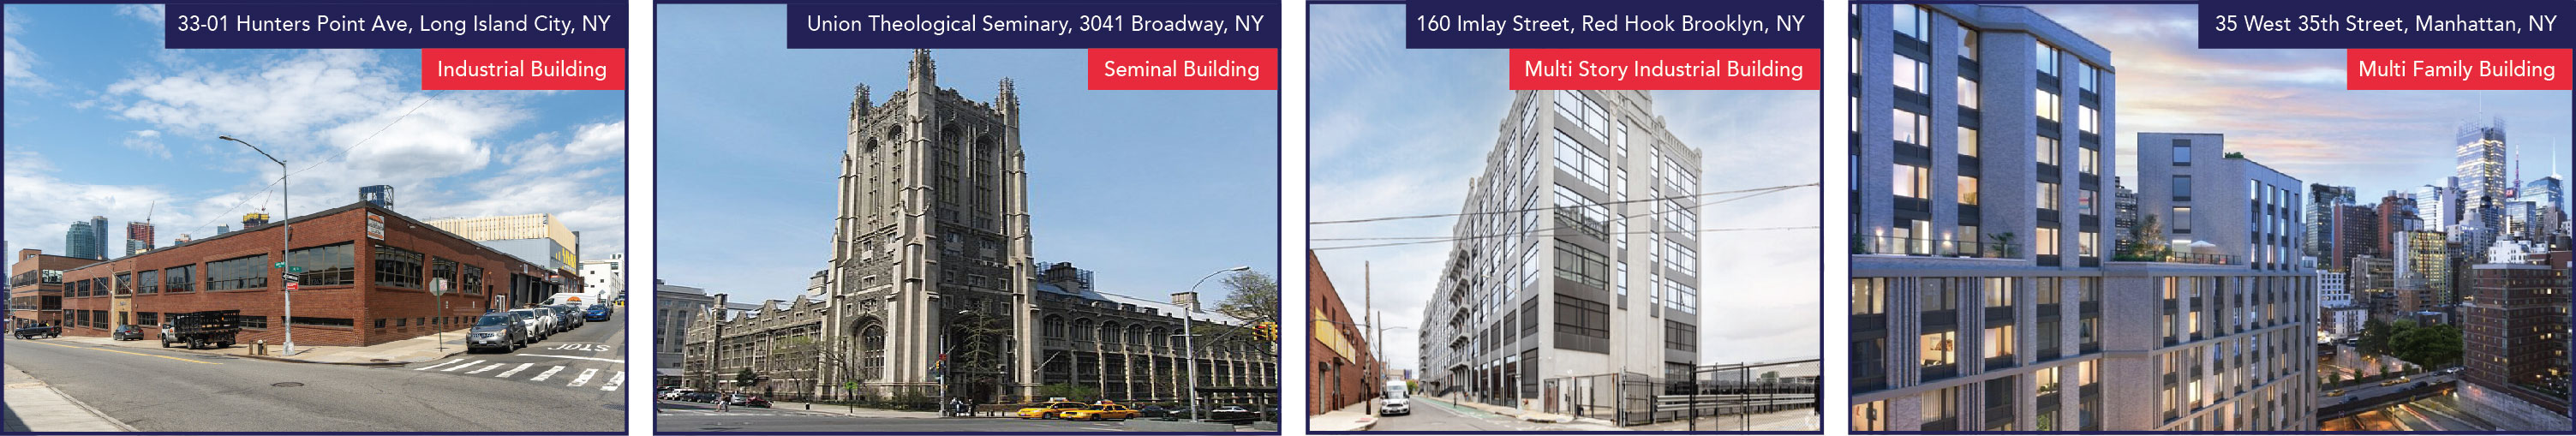 33-01 Hunters Point Ave, Long Island City, NY
Industrial Building
Union Theological Seminary, 3041 Broadway, NY
Seminal Building
160 Imlay Street, Red Hook Brooklyn, NY
Multi Story Industrial Building
35 West 35th Street, Manhattan, NY
Multi Family Building
STOP